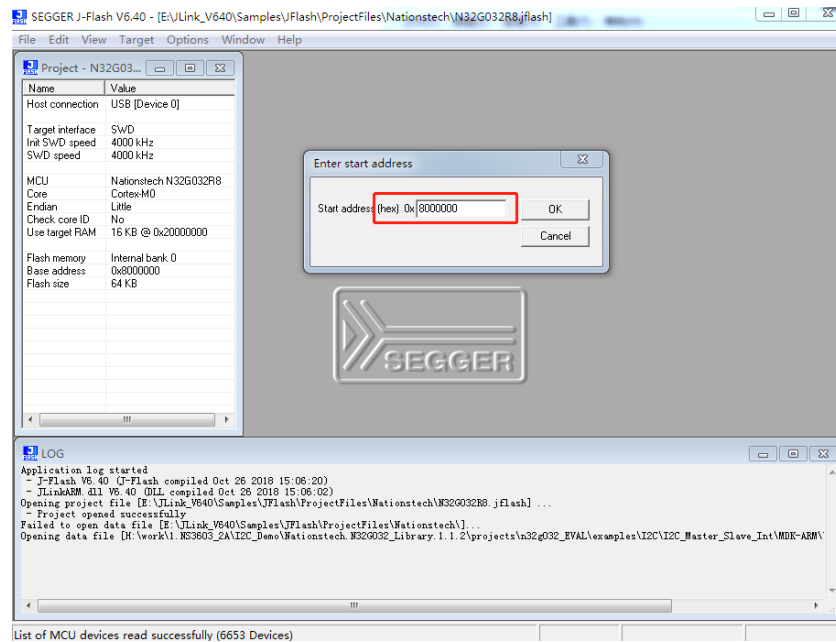 SEGGER J-Flash V6.40 - [E:\JLink_V640\Samples\JFlash\ProjectFiles\Nationstech\N32G032R8.jflash]
File Edit View Target Options Window Help
Project - N32G03...
Name Value
Host connection USB [Device 0]
Target interface SWD
Init SWD speed 4000 kHz
SWD speed 4000 kHz
MCU Nationstech N32G032R8
Core Cortex-M0
Endian Little
Check core ID No
Use target RAM 16 KB @ 0x20000000
Flash memory Internal bank 0
Base address 0x8000000
Flash size 64 KB
Enter start address
Start address (hex) 0x 8000000
OK
Cancel
SEGGER
LOG
Application log started
- J-Flash V6.40 (J-Flash compiled Oct 26 2018 15:06:20)
- JLinkARM.dll V6.40 (DLL compiled Oct 26 2018 15:06:02)
Opening project file [E:\JLink_V640\Samples\JFlash\ProjectFiles\Nationstech\N32G032R8.jflash] ...
- Project opened successfully
Failed to open data file [E:\JLink_V640\Samples\JFlash\ProjectFiles\Nationstech\]...
Opening data file [H:\work\1.NS3603_2A\I2C_Demo\Nationstech.N32G032_Library.1.1.2\projects\n32g032_EVAL\examples\I2C\I2C_Master_Slave_Int\MDK-ARM\
List of MCU devices read successfully (6653 Devices)